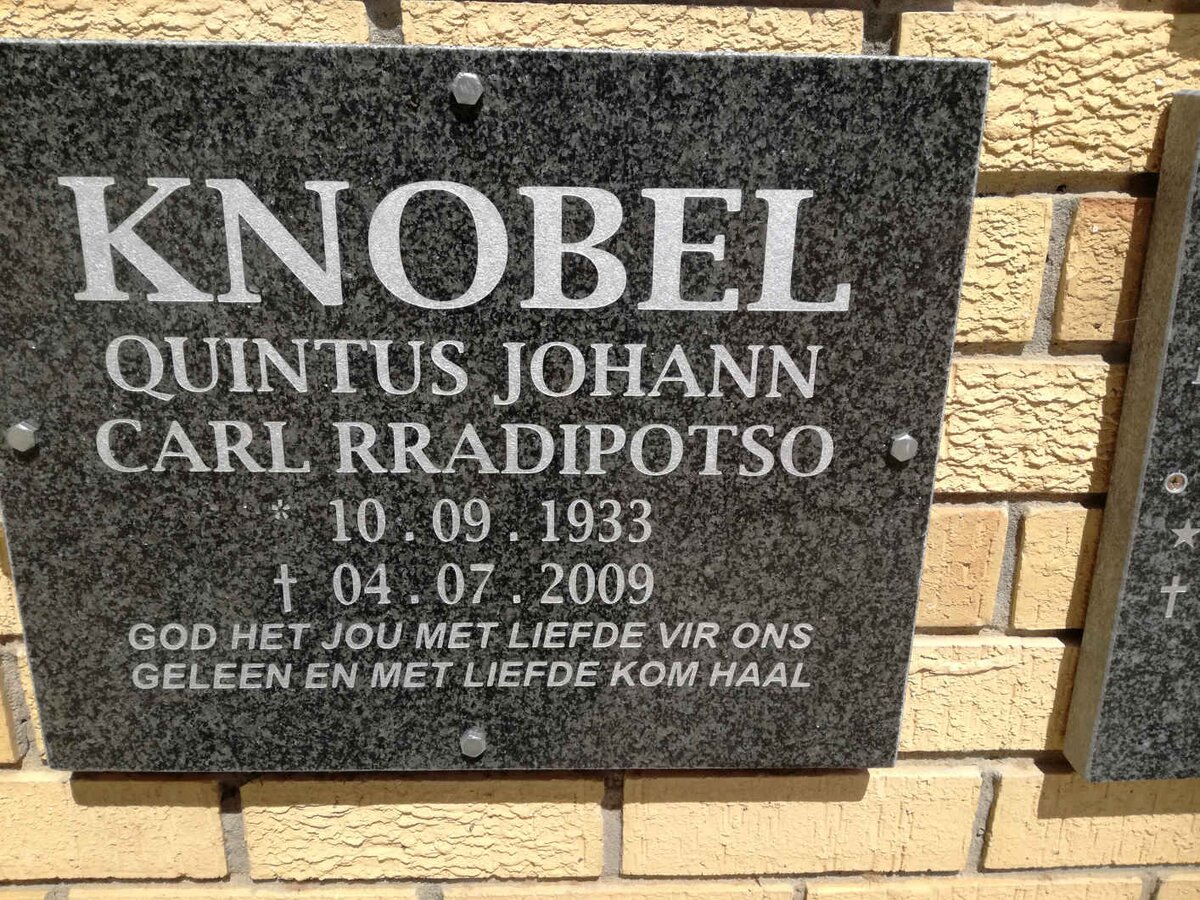 KNOBEL
QUINTUS JOHANN
CARL RRADIPOTSO
* 10 . 09 . 1933
† 04 . 07 . 2009
GOD HET JOU MET LIEFDE VIR ONS
GELEEN EN MET LIEFDE KOM HAAL